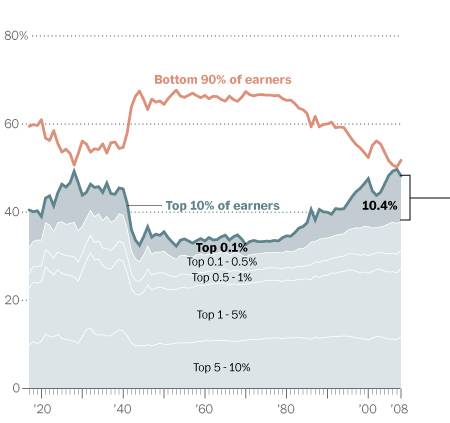 80%
Bottom 90% of earners
60
Top 10% of earners
10.4%
40
Top 0.1%
Top 0.1 - 0.5%
Top 0.5 - 1%
20
Top 1 - 5%
Top 5 - 10%
0
'20 '40 '60 '80 '00 '08